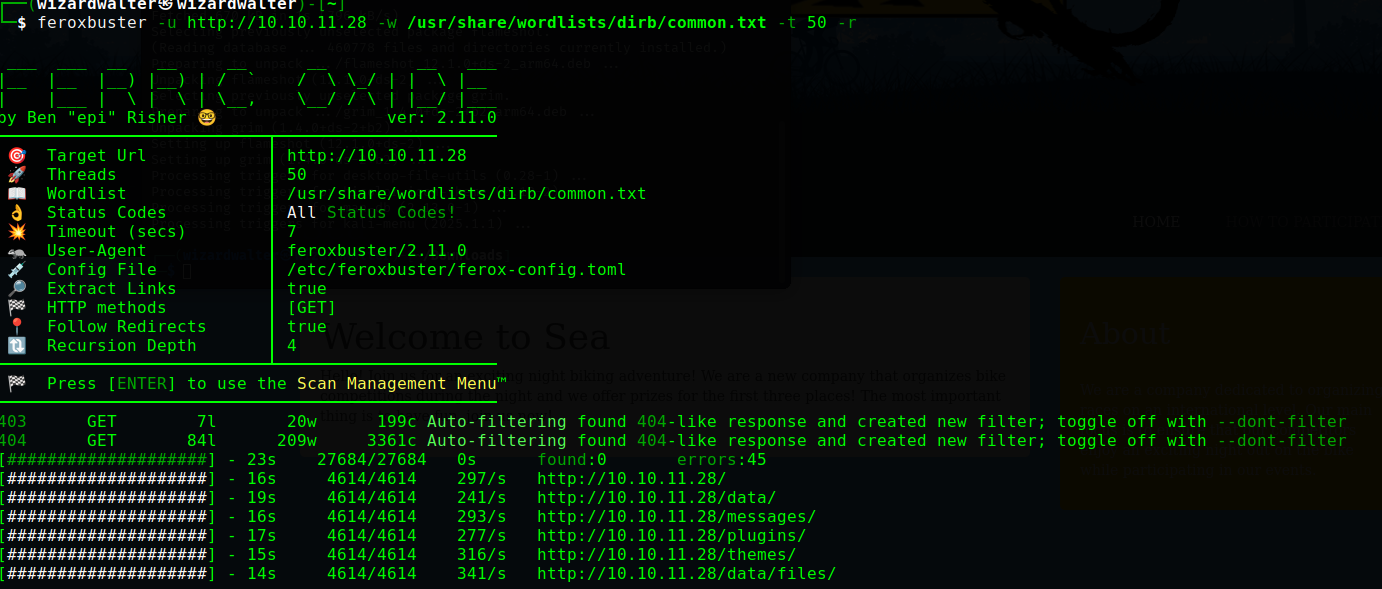 (wizardwalter㉿wizardwalter)-[~]
$ feroxbuster -u http://10.10.11.28 -w /usr/share/wordlists/dirb/common.txt -t 50 -r
FERRIC OXIDE
by Ben "epi" Risher 🤓 ver: 2.11.0
🎯 Target Url http://10.10.11.28
🚀 Threads 50
📖 Wordlist /usr/share/wordlists/dirb/common.txt
👌 Status Codes All Status Codes!
💥 Timeout (secs) 7
🦡 User-Agent feroxbuster/2.11.0
💉 Config File /etc/feroxbuster/ferox-config.toml
🔎 Extract Links true
🏁 HTTP methods [GET]
📍 Follow Redirects true
🔃 Recursion Depth 4
🏁 Press [ENTER] to use the Scan Management Menu™
403 GET 7l 20w 199c Auto-filtering found 404-like response and created new filter; toggle off with --dont-filter
404 GET 84l 209w 3361c Auto-filtering found 404-like response and created new filter; toggle off with --dont-filter
[####################] - 23s 27684/27684 0s found:0 errors:45
[####################] - 16s 4614/4614 297/s http://10.10.11.28/
[####################] - 19s 4614/4614 241/s http://10.10.11.28/data/
[####################] - 16s 4614/4614 293/s http://10.10.11.28/messages/
[####################] - 17s 4614/4614 277/s http://10.10.11.28/plugins/
[####################] - 15s 4614/4614 316/s http://10.10.11.28/themes/
[####################] - 14s 4614/4614 341/s http://10.10.11.28/data/files/
HOME
Welcome to Sea
About